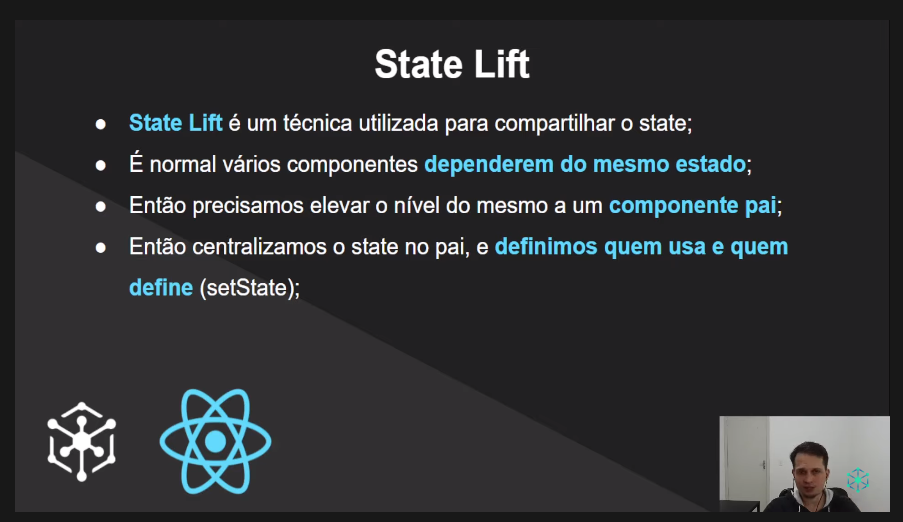 State Lift
● State Lift é um técnica utilizada para compartilhar o state;
● É normal vários componentes dependerem do mesmo estado;
● Então precisamos elevar o nível do mesmo a um componente pai;
● Então centralizamos o state no pai, e definimos quem usa e quem
define (setState);